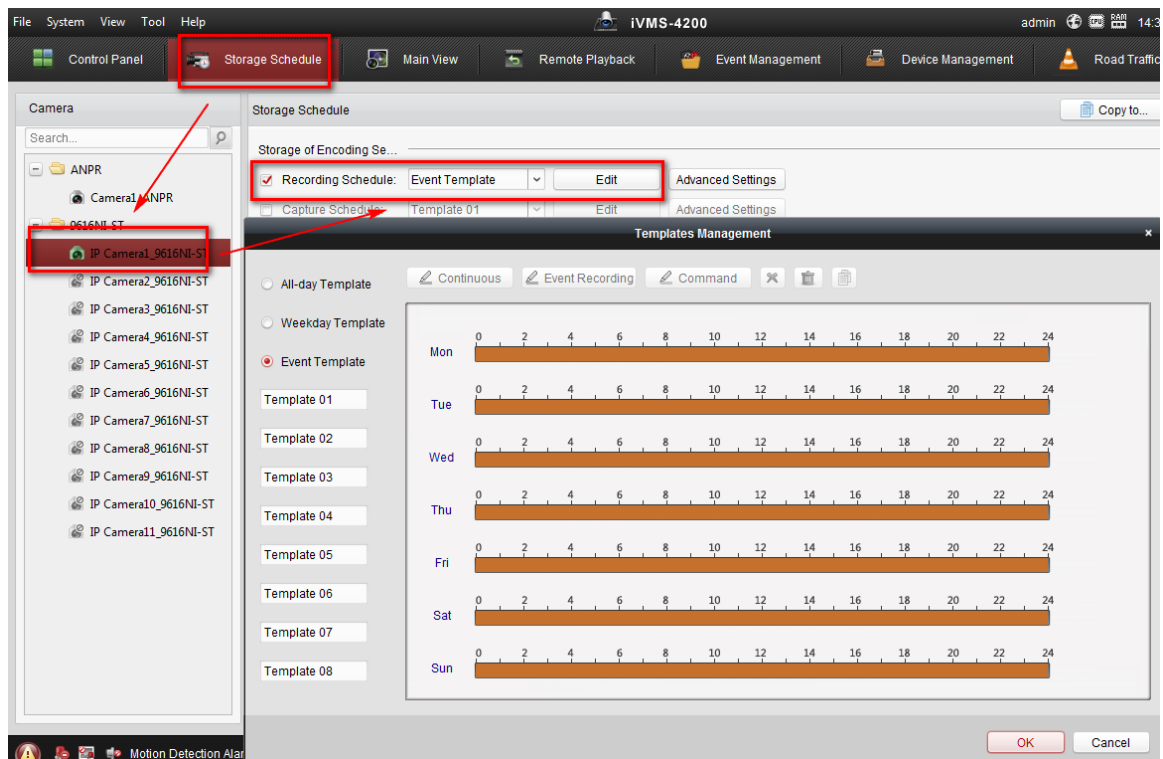 File System View Tool Help iVMS-4200 admin 14:3
Control Panel Storage Schedule Main View Remote Playback Event Management Device Management Road Traffic
Camera
Search...
ANPR
Camera1_ANPR
9616NI-ST
IP Camera1_9616NI-ST
IP Camera2_9616NI-ST
IP Camera3_9616NI-ST
IP Camera4_9616NI-ST
IP Camera5_9616NI-ST
IP Camera6_9616NI-ST
IP Camera7_9616NI-ST
IP Camera8_9616NI-ST
IP Camera9_9616NI-ST
IP Camera10_9616NI-ST
IP Camera11_9616NI-ST
Storage Schedule Copy to...
Storage of Encoding Se...
Recording Schedule: Event Template Edit Advanced Settings
Capture Schedule: Template 01 Edit Advanced Settings
Templates Management
All-day Template
Weekday Template
Event Template
Template 01
Template 02
Template 03
Template 04
Template 05
Template 06
Template 07
Template 08
Continuous Event Recording Command
0 2 4 6 8 10 12 14 16 18 20 22 24
Mon
0 2 4 6 8 10 12 14 16 18 20 22 24
Tue
0 2 4 6 8 10 12 14 16 18 20 22 24
Wed
0 2 4 6 8 10 12 14 16 18 20 22 24
Thu
0 2 4 6 8 10 12 14 16 18 20 22 24
Fri
0 2 4 6 8 10 12 14 16 18 20 22 24
Sat
0 2 4 6 8 10 12 14 16 18 20 22 24
Sun
OK Cancel
Motion Detection Alar